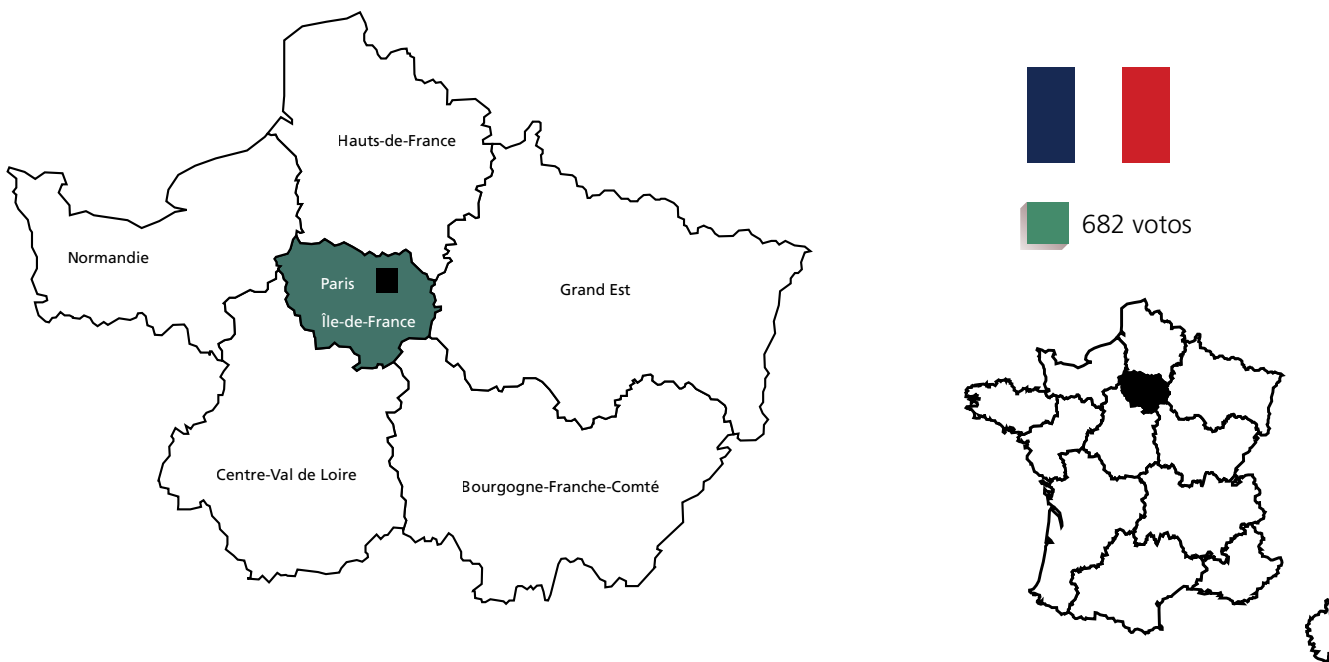 Hauts-de-France
Normandie
Paris
Île-de-France
Grand Est
Centre-Val de Loire
Bourgogne-Franche-Comté
682 votos